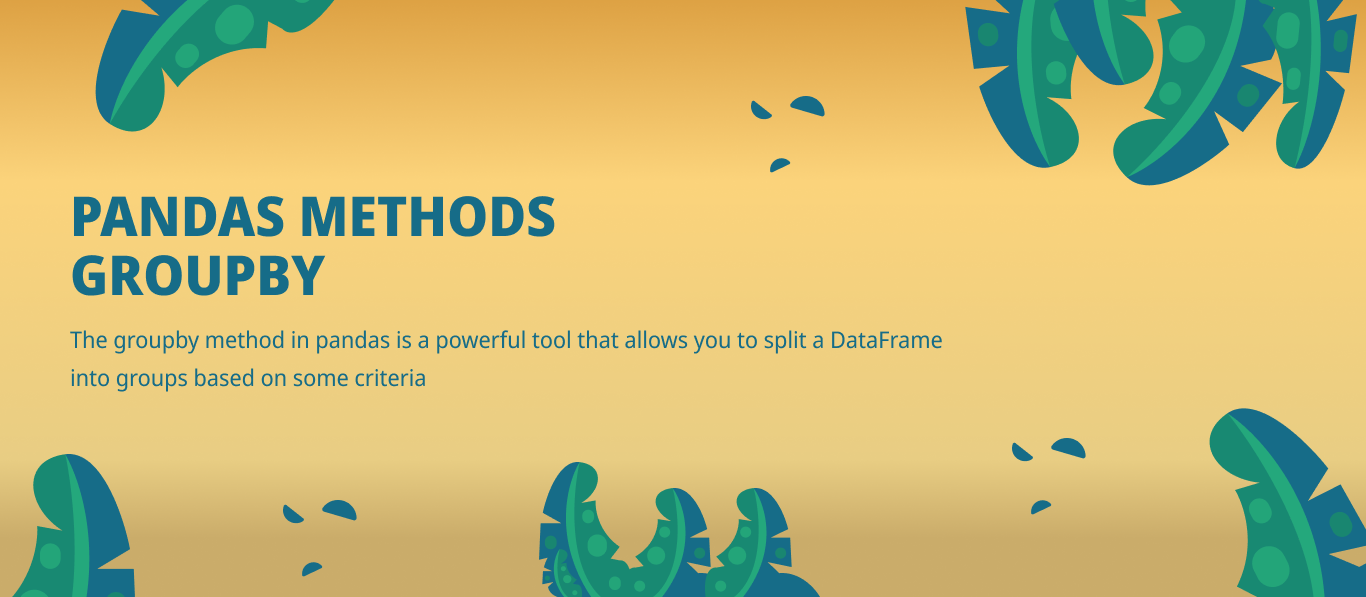 PANDAS METHODS
GROUPBY
The groupby method in pandas is a powerful tool that allows you to split a DataFrame
into groups based on some criteria